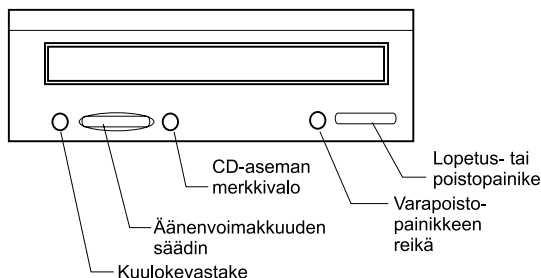 CD-aseman
merkkivalo
Lopetus- tai
poistopainike
Varapoisto-
painikkeen
reikä
Äänenvoimakkuuden
säädin
Kuulokevastake